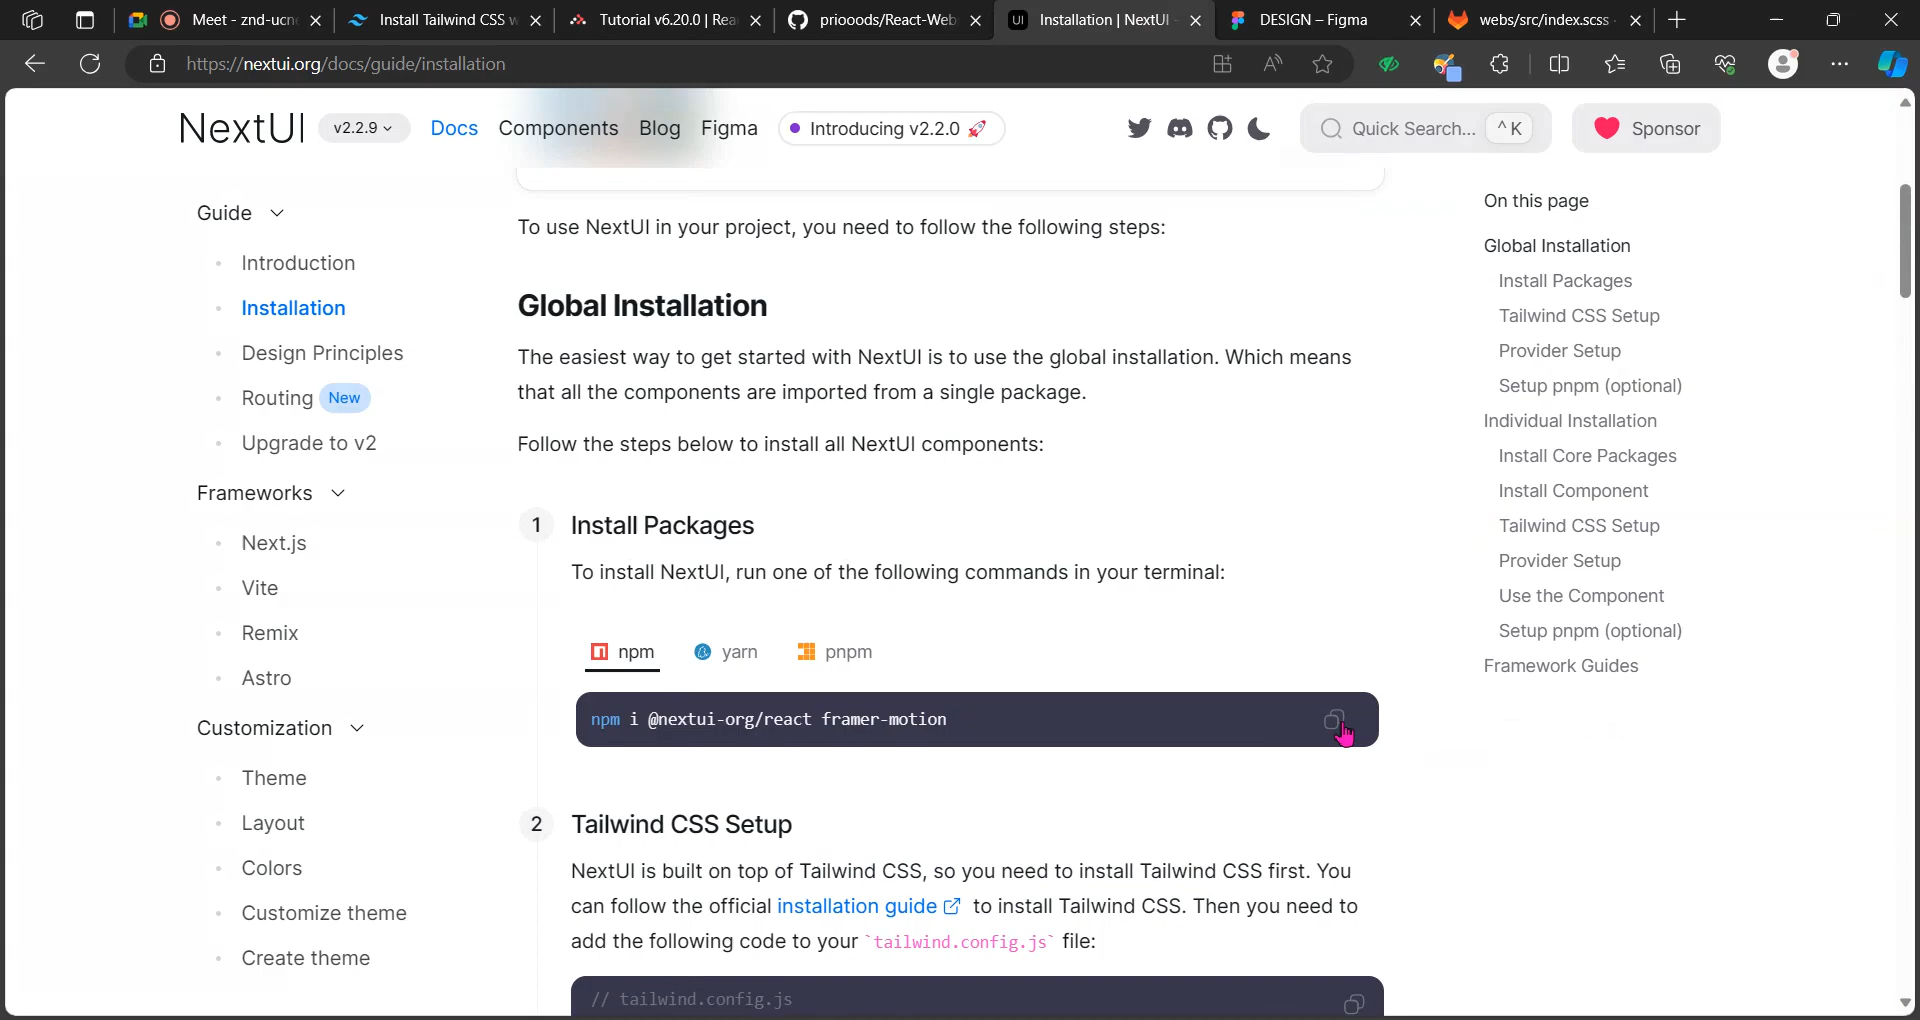 Meet - znd-ucn
Install Tailwind CSS w
Tutorial v6.20.0 | Rea
priooods/React-Web
UI Installation | NextUI -
DESIGN – Figma
webs/src/index.scss
https://nextui.org/docs/guide/installation
NextUI v2.2.9 Docs Components Blog Figma Introducing v2.2.0 🚀 Quick Search... ^ K Sponsor
Guide
Introduction
Installation
Design Principles
Routing New
Upgrade to v2
Frameworks
Next.js
Vite
Remix
Astro
Customization
Theme
Layout
Colors
Customize theme
Create theme
To use NextUI in your project, you need to follow the following steps:
Global Installation
The easiest way to get started with NextUI is to use the global installation. Which means
that all the components are imported from a single package.
Follow the steps below to install all NextUI components:
1 Install Packages
To install NextUI, run one of the following commands in your terminal:
npm yarn pnpm
npm i @nextui-org/react framer-motion
2 Tailwind CSS Setup
NextUI is built on top of Tailwind CSS, so you need to install Tailwind CSS first. You
can follow the official installation guide to install Tailwind CSS. Then you need to
add the following code to your `tailwind.config.js` file:
// tailwind.config.js
On this page
Global Installation
Install Packages
Tailwind CSS Setup
Provider Setup
Setup pnpm (optional)
Individual Installation
Install Core Packages
Install Component
Tailwind CSS Setup
Provider Setup
Use the Component
Setup pnpm (optional)
Framework Guides